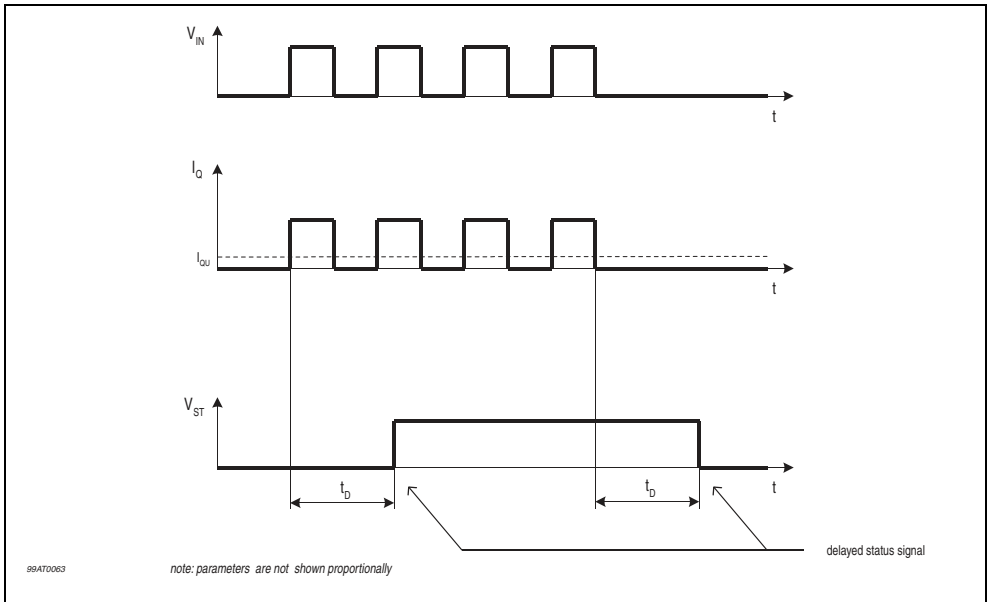 V_IN
t
I_Q
I_QU
t
V_ST
t_D
t_D
t
delayed status signal
99AT0063
note: parameters are not shown proportionally